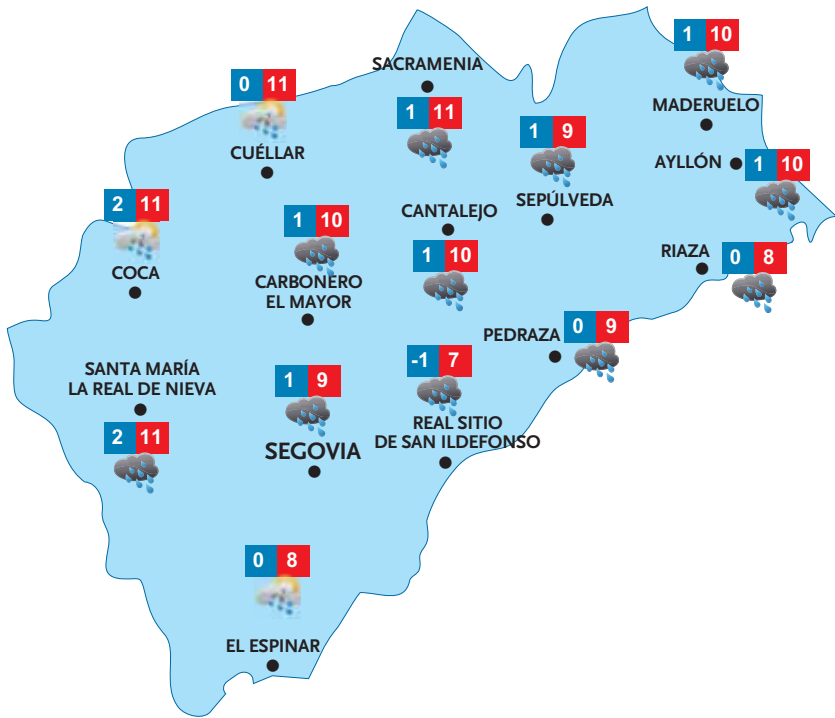 1 10
SACRAMENIA
0 11
MADERUELO
1 11
1 9
CUÉLLAR
AYLLÓN
1 10
2 11
SEPÚLVEDA
CANTALEJO
1 10
COCA
1 10
RIAZA
0 8
CARBONERO
EL MAYOR
PEDRAZA
0 9
SANTA MARÍA
LA REAL DE NIEVA
1 9
-1 7
2 11
SEGOVIA
REAL SITIO
DE SAN ILDEFONSO
0 8
EL ESPINAR